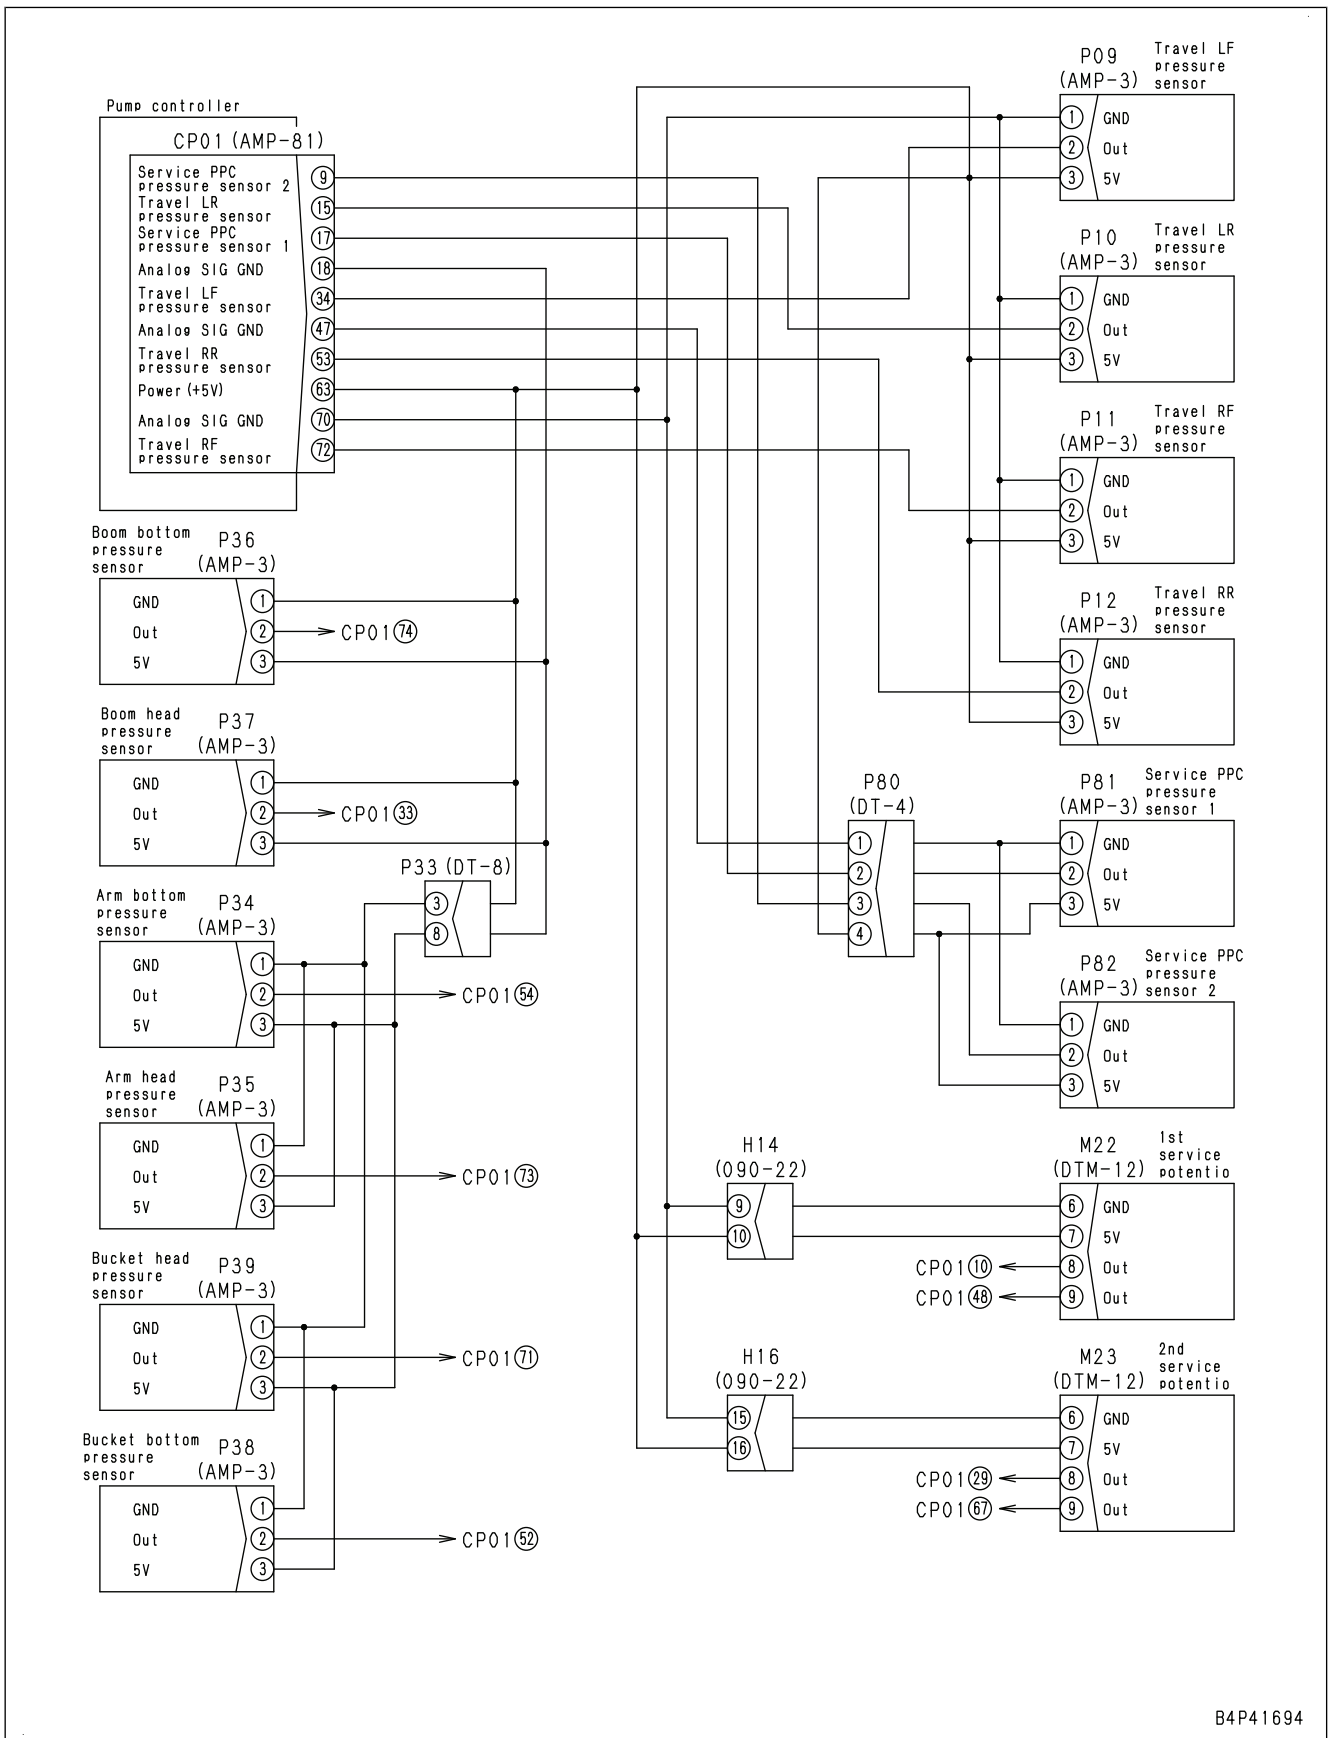 Pump controller
CP01 (AMP-81)
Service PPC
pressure sensor 2
9
Travel LR
pressure sensor
15
Service PPC
pressure sensor 1
17
Analog SIG GND
18
Travel LF
pressure sensor
34
Analog SIG GND
47
Travel RR
pressure sensor
53
Power (+5V)
63
Analog SIG GND
70
Travel RF
pressure sensor
72
Boom bottom
pressure
sensor
P36
(AMP-3)
GND 1
Out 2 CP01 74
5V 3
Boom head
pressure
sensor
P37
(AMP-3)
GND 1
Out 2 CP01 33
5V 3
P33 (DT-8)
3
8
Arm bottom
pressure
sensor
P34
(AMP-3)
GND 1
Out 2 CP01 54
5V 3
Arm head
pressure
sensor
P35
(AMP-3)
GND 1
Out 2 CP01 73
5V 3
Bucket head
pressure
sensor
P39
(AMP-3)
GND 1
Out 2 CP01 71
5V 3
Bucket bottom
pressure
sensor
P38
(AMP-3)
GND 1
Out 2 CP01 52
5V 3
P09
(AMP-3)
Travel LF
pressure
sensor
1 GND
2 Out
3 5V
P10
(AMP-3)
Travel LR
pressure
sensor
1 GND
2 Out
3 5V
P11
(AMP-3)
Travel RF
pressure
sensor
1 GND
2 Out
3 5V
P12
(AMP-3)
Travel RR
pressure
sensor
1 GND
2 Out
3 5V
P80
(DT-4)
1
2
3
4
P81
(AMP-3)
Service PPC
pressure
sensor 1
1 GND
2 Out
3 5V
P82
(AMP-3)
Service PPC
pressure
sensor 2
1 GND
2 Out
3 5V
H14
(090-22)
9
10
M22
(DTM-12)
1st
service
potentio
6 GND
7 5V
CP01 10 8 Out
CP01 48 9 Out
H16
(090-22)
15
16
M23
(DTM-12)
2nd
service
potentio
6 GND
7 5V
CP01 29 8 Out
CP01 67 9 Out
B4P41694